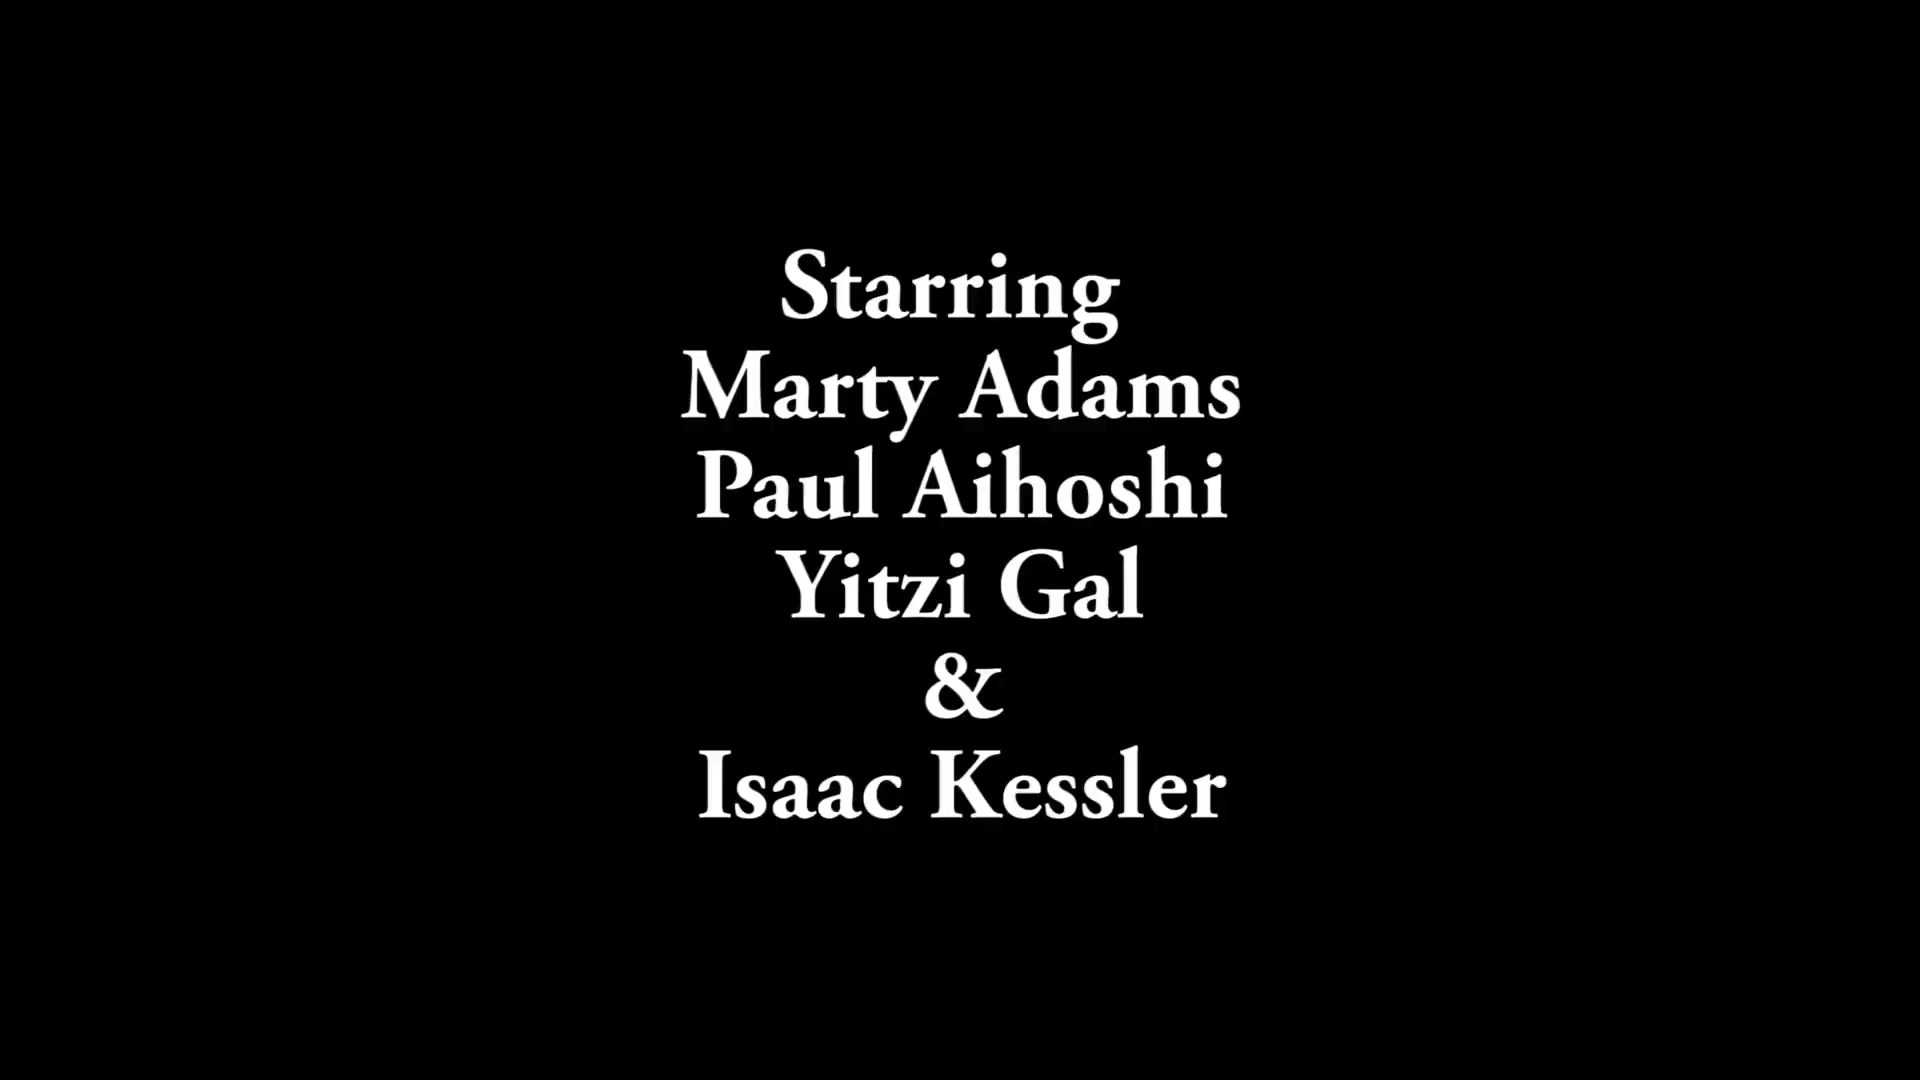 Starring
Marty Adams
Paul Aihoshi
Yitzi Gal
&
Isaac Kessler